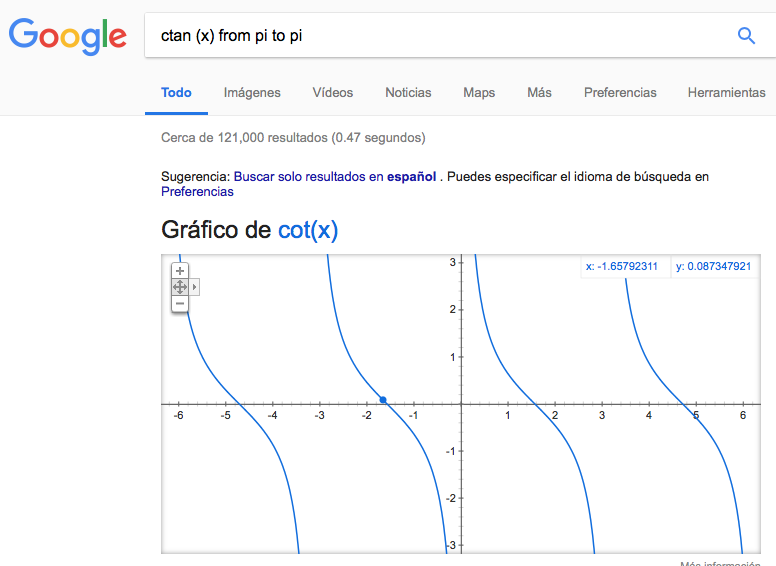 Google
ctan (x) from pi to pi
Todo Imágenes Vídeos Noticias Maps Más Preferencias Herramientas
Cerca de 121,000 resultados (0.47 segundos)
Sugerencia: Buscar solo resultados en español . Puedes especificar el idioma de búsqueda en
Preferencias
Gráfico de cot(x)
x: -1.65792311 y: 0.087347921
3
2
1
-6 -5 -4 -3 -2 -1 1 2 3 4 5 6
-1
-2
-3
Más información